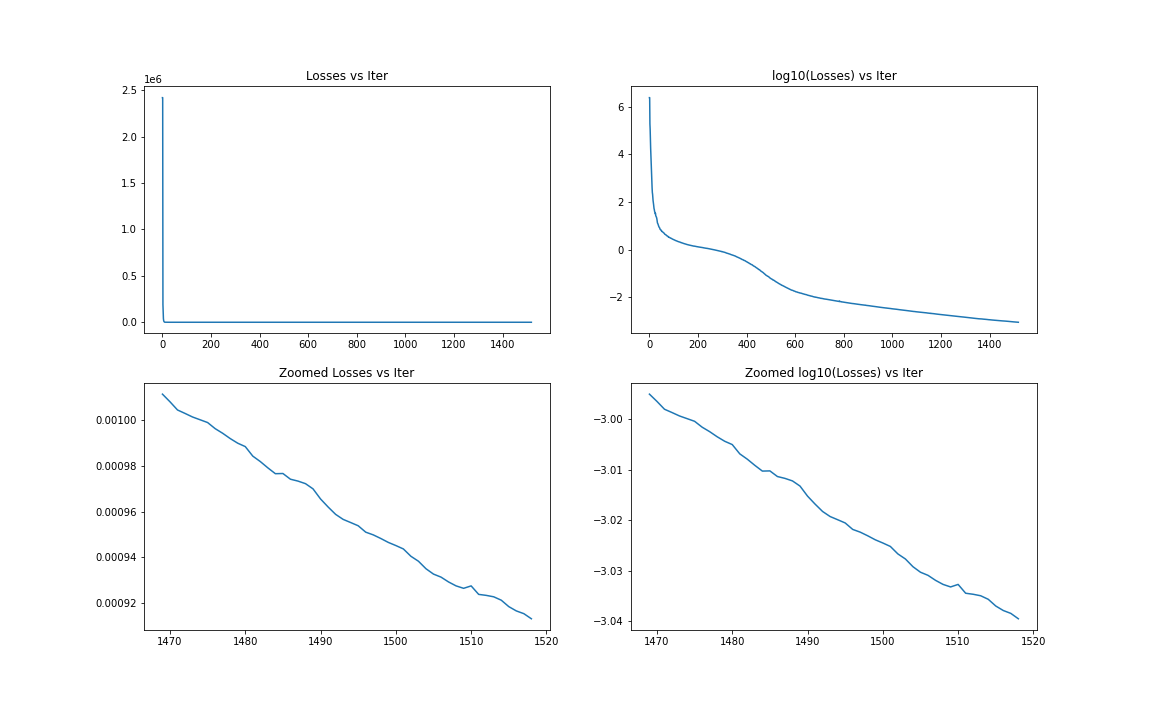 Losses vs Iter
1e6
2.5
2.0
1.5
1.0
0.5
0.0
0 200 400 600 800 1000 1200 1400
log10(Losses) vs Iter
6
4
2
0
−2
0 200 400 600 800 1000 1200 1400
Zoomed Losses vs Iter
0.00100
0.00098
0.00096
0.00094
0.00092
1470 1480 1490 1500 1510 1520
Zoomed log10(Losses) vs Iter
−3.00
−3.01
−3.02
−3.03
−3.04
1470 1480 1490 1500 1510 1520